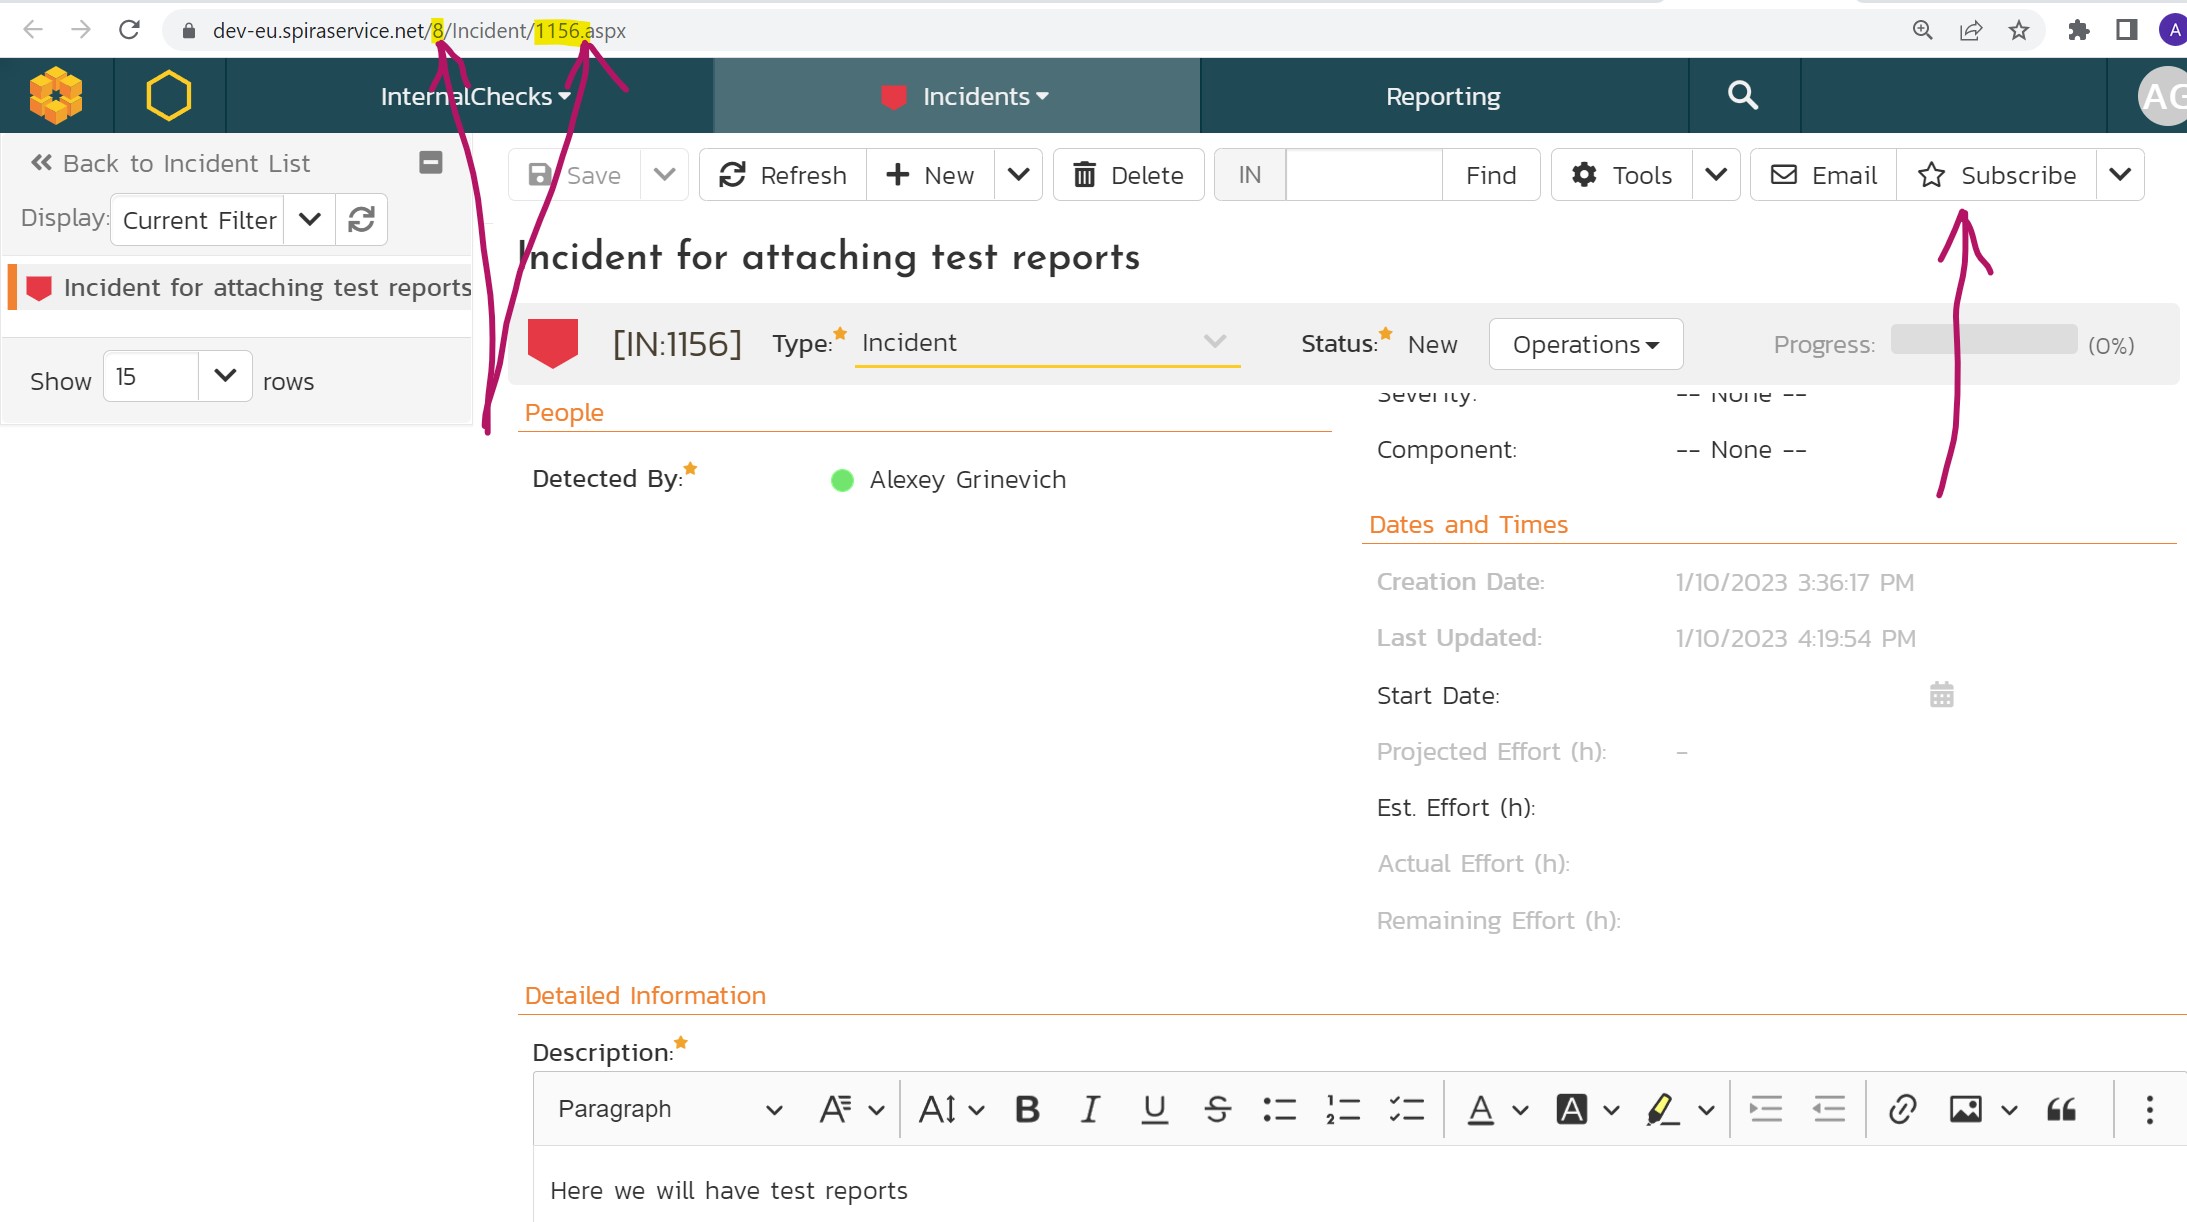 dev-eu.spiraservice.net/8/Incident/1156.aspx
A
InternalChecks
Incidents
Reporting
AG
Back to Incident List
Display: Current Filter
Incident for attaching test reports
Show 15 rows
Save
Refresh
New
Delete
IN
Find
Tools
Email
Subscribe
Incident for attaching test reports
[IN:1156] Type: Incident Status: New Operations Progress: (0%)
People
Detected By: Alexey Grinevich
Severity: -- None --
Component: -- None --
Dates and Times
Creation Date: 1/10/2023 3:36:17 PM
Last Updated: 1/10/2023 4:19:54 PM
Start Date:
Projected Effort (h): -
Est. Effort (h):
Actual Effort (h):
Remaining Effort (h):
Detailed Information
Description:
Paragraph
Here we will have test reports